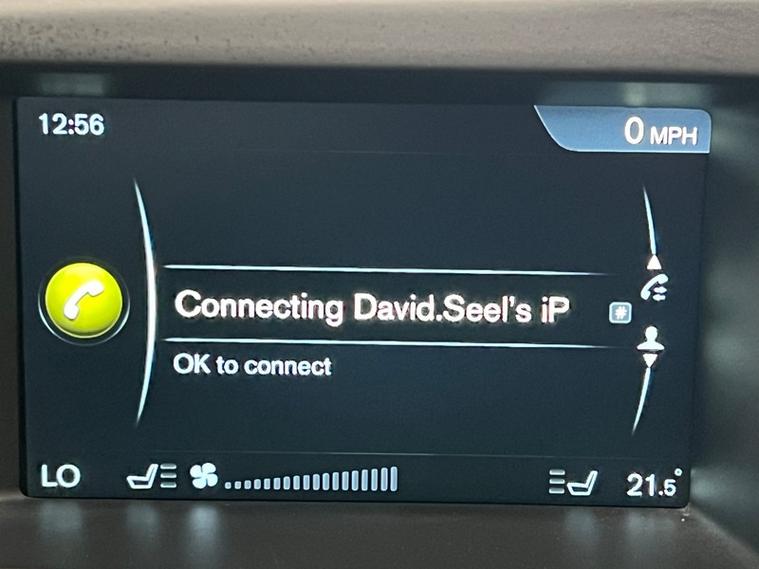 12:56
0 MPH
Connecting David.Seel's iP
#
OK to connect
LO
21.5°